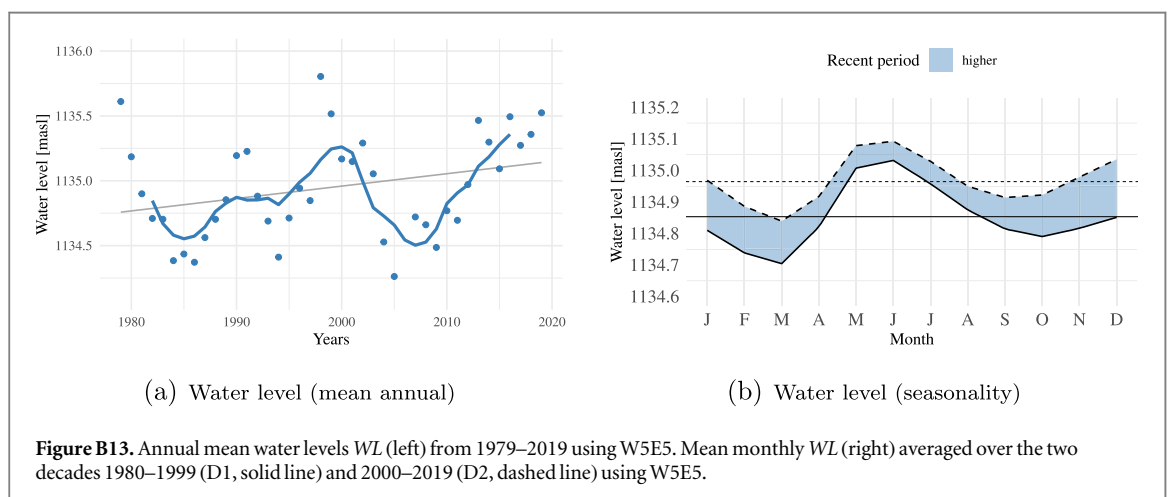 1136.0
1135.5
1135.0
1134.5
Water level [masl]
1980
1990
2000
2010
2020
Years
(a) Water level (mean annual)
Recent period
higher
1135.2
1135.1
1135.0
1134.9
1134.8
1134.7
1134.6
Water level [masl]
J F M A M J J A S O N D
Month
(b) Water level (seasonality)
Figure B13. Annual mean water levels WL (left) from 1979–2019 using W5E5. Mean monthly WL (right) averaged over the two
decades 1980–1999 (D1, solid line) and 2000–2019 (D2, dashed line) using W5E5.